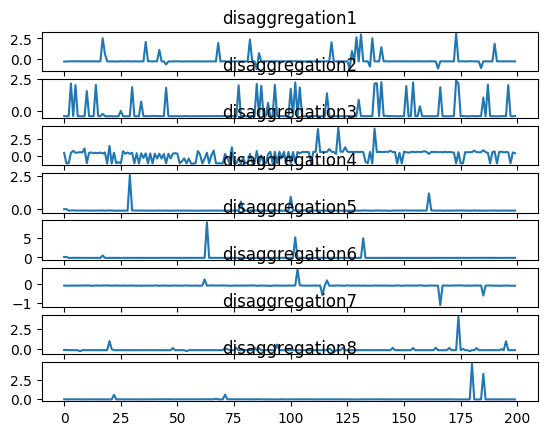 disaggregation1
2.5
0.0
disaggregation2
2.5
0.0
disaggregation3
2.5
0.0
disaggregation4
2.5
0.0
disaggregation5
5
0
disaggregation6
0
−1
disaggregation7
2.5
0.0
disaggregation8
2.5
0.0
0 25 50 75 100 125 150 175 200